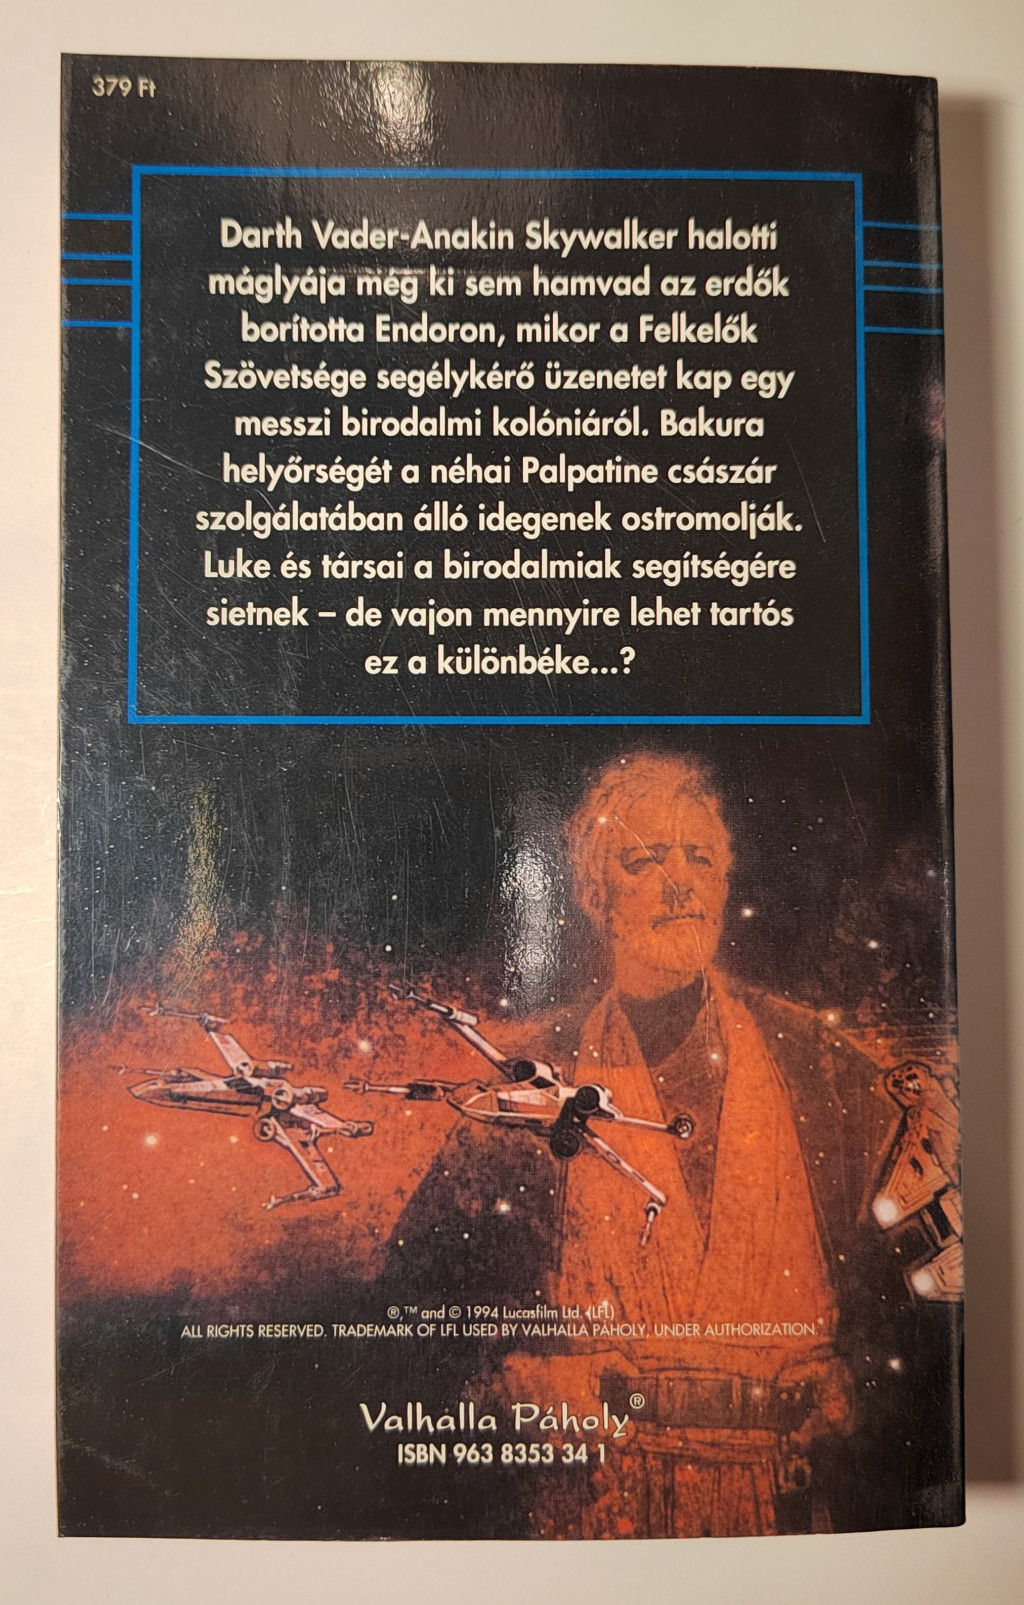 379 Ft
Darth Vader-Anakin Skywalker halotti
máglyája még ki sem hamvad az erdők
borította Endoron, mikor a Felkelők
Szövetsége segélykérő üzenetet kap egy
messzi birodalmi kolóniáról. Bakura
helyőrségét a néhai Palpatine császár
szolgálatában álló idegenek ostromolják.
Luke és társai a birodalmiak segítségére
sietnek – de vajon mennyire lehet tartós
ez a különbéke...?
®,™ and © 1994 Lucasfilm Ltd. (LFL)
ALL RIGHTS RESERVED. TRADEMARK OF LFL USED BY VALHALLA PÁHOLY, UNDER AUTHORIZATION.
Valhalla Páholy®
ISBN 963 8353 34 1